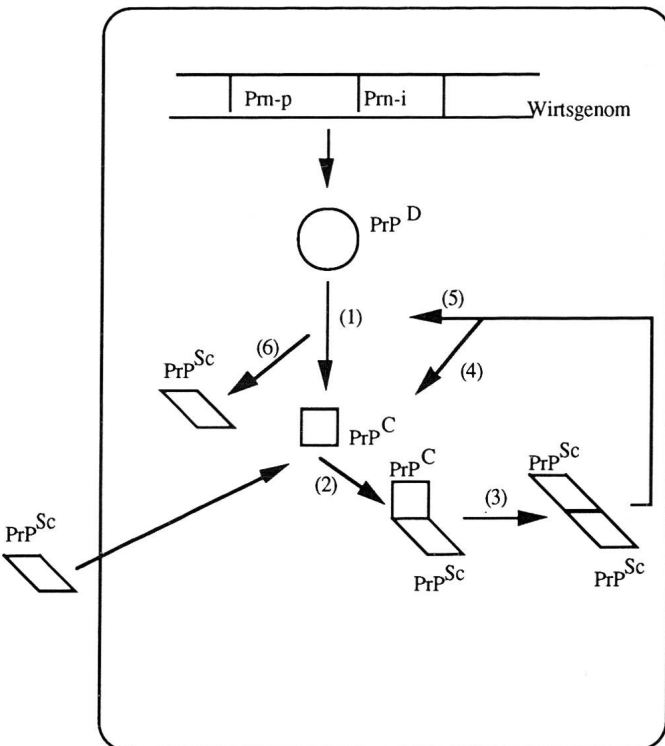 Prn-p
Prn-i
Wirtsgenom
PrP D
(1)
(5)
(6)
(4)
PrP Sc
PrP C
(2)
PrP C
(3)
PrP Sc
PrP Sc
PrP Sc
PrP Sc